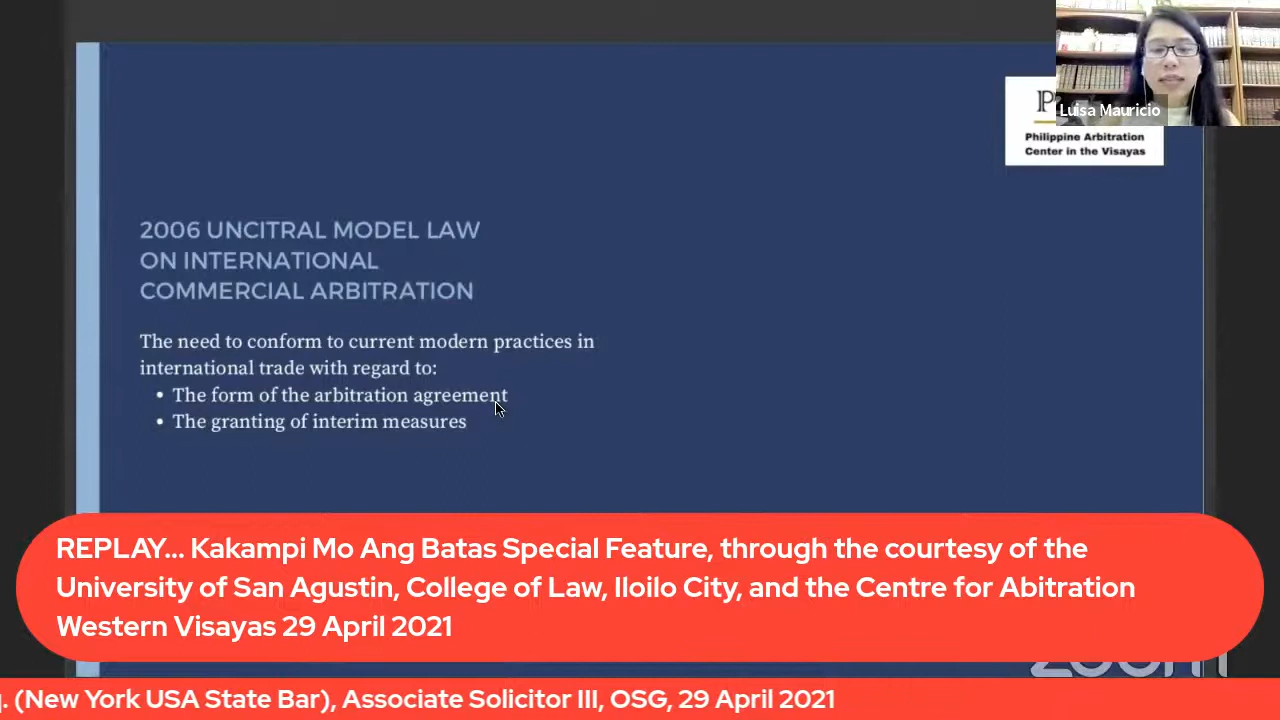 Luisa Mauricio
Philippine Arbitration
Center in the Visayas
2006 UNCITRAL MODEL LAW
ON INTERNATIONAL
COMMERCIAL ARBITRATION
The need to conform to current modern practices in
international trade with regard to:
• The form of the arbitration agreement
• The granting of interim measures
REPLAY... Kakampi Mo Ang Batas Special Feature, through the courtesy of the
University of San Agustin, College of Law, Iloilo City, and the Centre for Abitration
Western Visayas 29 April 2021
zoom
(New York USA State Bar), Associate Solicitor III, OSG, 29 April 2021